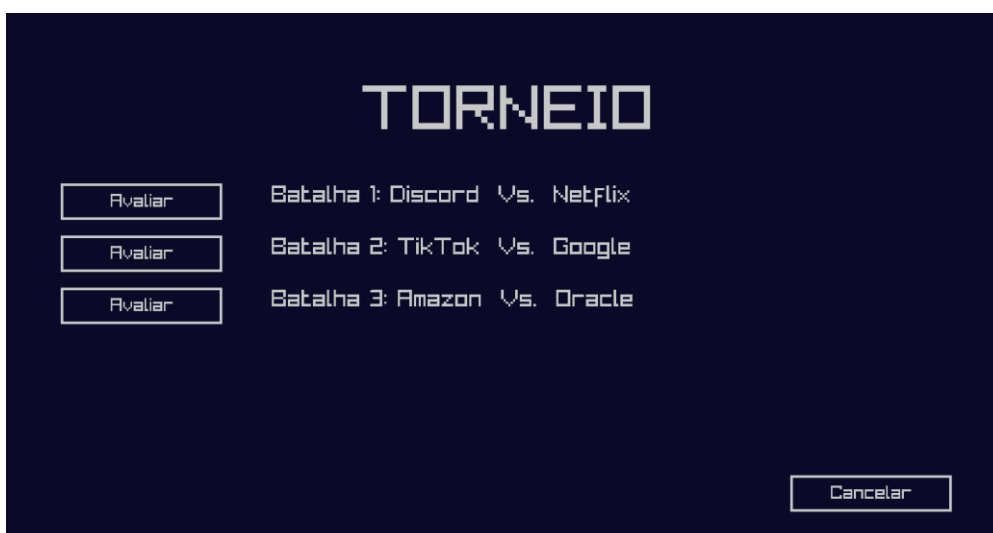 TORNEIO
Avaliar Batalha 1: Discord Vs. Netflix
Avaliar Batalha 2: TikTok Vs. Google
Avaliar Batalha 3: Amazon Vs. Oracle
Cancelar